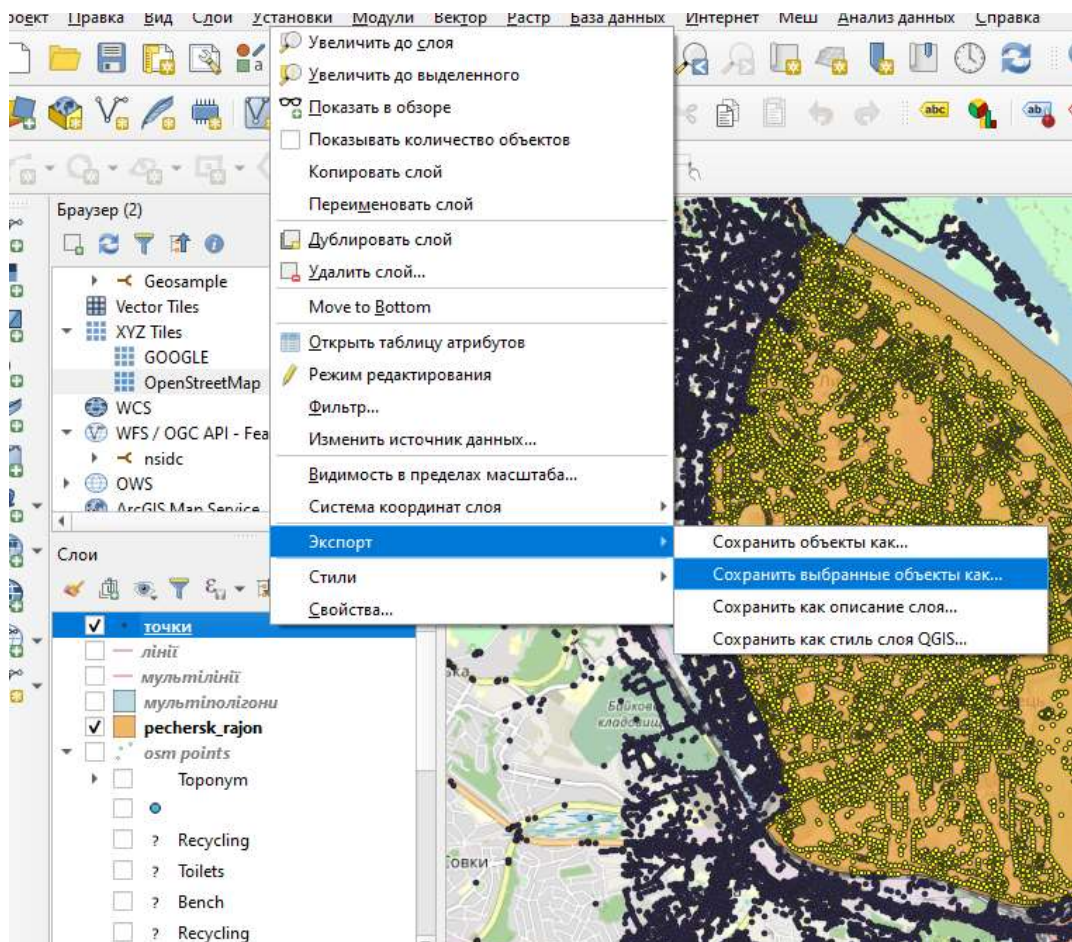 Правка Вид Слои Установки Модули Вектор Растр База данных Интернет Меш Анализ данных Справка
Увеличить до слоя
Увеличить до выделенного
Показать в обзоре
Показывать количество объектов
Копировать слой
Переименовать слой
Дублировать слой
Удалить слой...
Move to Bottom
Открыть таблицу атрибутов
Режим редактирования
Фильтр...
Изменить источник данных...
Видимость в пределах масштаба...
Система координат слоя
Экспорт
Стили
Свойства...
Сохранить объекты как...
Сохранить выбранные объекты как...
Сохранить как описание слоя...
Сохранить как стиль слоя QGIS...
abc
ab
a
Браузер (2)
Geosample
Vector Tiles
XYZ Tiles
GOOGLE
OpenStreetMap
WCS
WFS / OGC API - Fea
nsidc
OWS
ArcGIS Map Service
Слои
точки
лінії
мультилінії
мультиполігони
pechersk_rajon
osm points
Toponym
? Recycling
? Toilets
? Bench
? Recycling
Байкове
кладовищ
овки